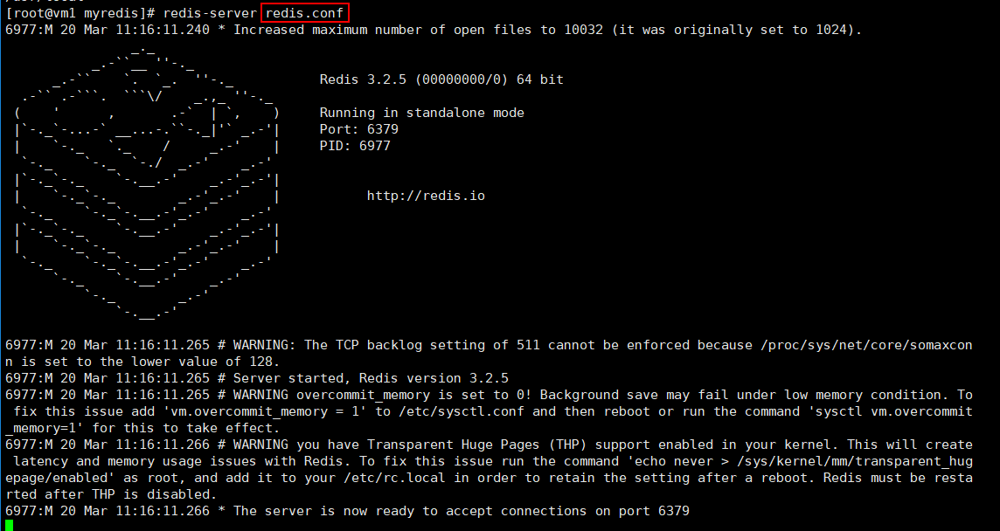 [root@vm1 myredis]# redis-server redis.conf
6977:M 20 Mar 11:16:11.240 * Increased maximum number of open files to 10032 (it was originally set to 1024).
Redis 3.2.5 (00000000/0) 64 bit
Running in standalone mode
Port: 6379
PID: 6977
http://redis.io
6977:M 20 Mar 11:16:11.265 # WARNING: The TCP backlog setting of 511 cannot be enforced because /proc/sys/net/core/somaxcon
n is set to the lower value of 128.
6977:M 20 Mar 11:16:11.265 # Server started, Redis version 3.2.5
6977:M 20 Mar 11:16:11.265 # WARNING overcommit_memory is set to 0! Background save may fail under low memory condition. To
 fix this issue add 'vm.overcommit_memory = 1' to /etc/sysctl.conf and then reboot or run the command 'sysctl vm.overcommit
_memory=1' for this to take effect.
6977:M 20 Mar 11:16:11.266 # WARNING you have Transparent Huge Pages (THP) support enabled in your kernel. This will create
 latency and memory usage issues with Redis. To fix this issue run the command 'echo never > /sys/kernel/mm/transparent_hug
epage/enabled' as root, and add it to your /etc/rc.local in order to retain the setting after a reboot. Redis must be resta
rted after THP is disabled.
6977:M 20 Mar 11:16:11.266 * The server is now ready to accept connections on port 6379